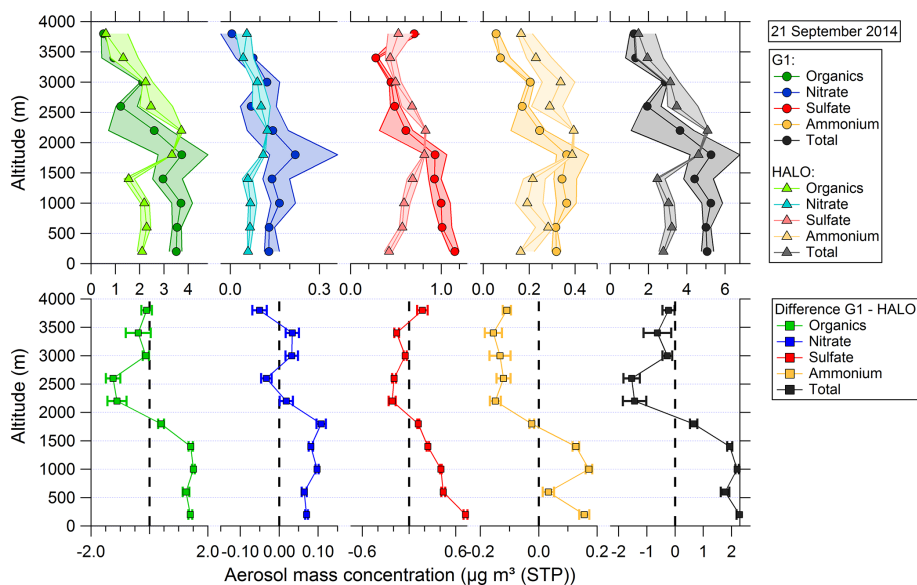 21 September 2014
G1:
Organics
Nitrate
Sulfate
Ammonium
Total
HALO:
Organics
Nitrate
Sulfate
Ammonium
Total
Altitude (m)
4000
3500
3000
2500
2000
1500
1000
500
0
0 1 2 3 4
0.0 0.3
0.0 1.0
0.0 0.2 0.4
0 2 4 6
Difference G1 - HALO
Organics
Nitrate
Sulfate
Ammonium
Total
Altitude (m)
4000
3500
3000
2500
2000
1500
1000
500
0
-2.0 0 2.0
-0.10 0.00 0.10
-0.6 0 0.6
0.0 0.2
0 1 2
Aerosol mass concentration (µg m³ (STP))